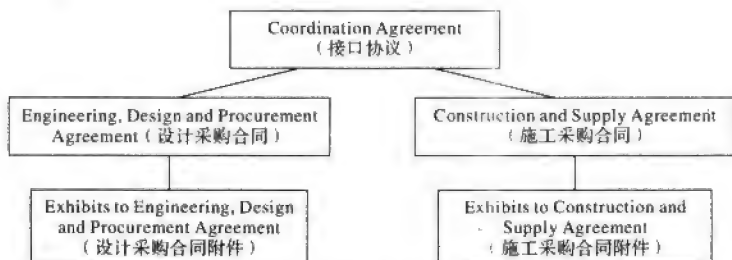 Coordination Agreement
（接口协议）
Engineering, Design and Procurement
Agreement（设计采购合同）
Construction and Supply Agreement
（施工采购合同）
Exhibits to Engineering, Design
and Procurement Agreement
（设计采购合同附件）
Exhibits to Construction and
Supply Agreement
（施工采购合同附件）